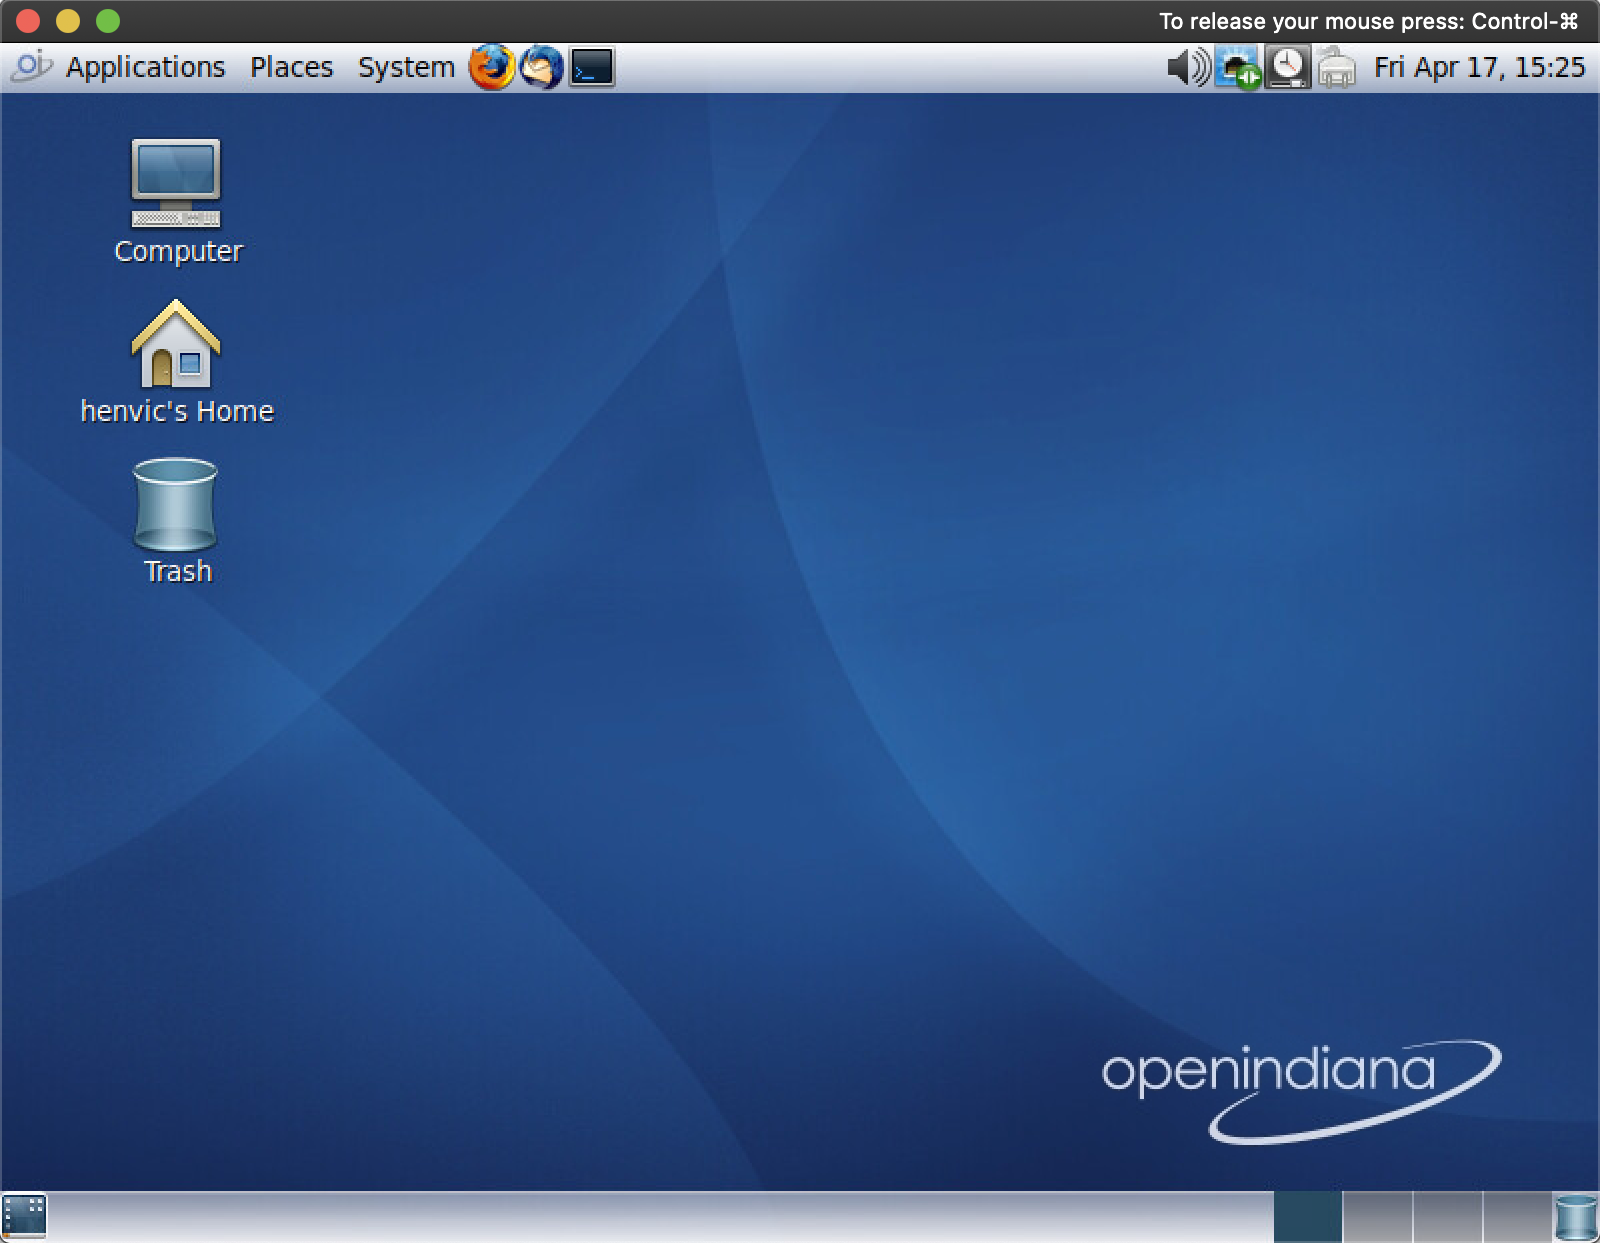 To release your mouse press: Control-⌘
Applications Places System Fri Apr 17, 15:25
Computer
henvic's Home
Trash
openindiana